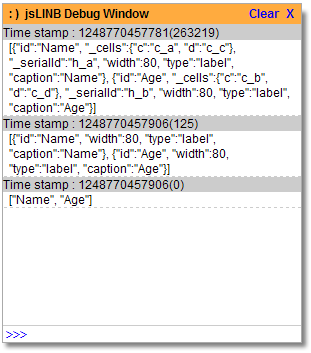 : ) jsLINB Debug Window Clear X
Time stamp : 1248770457781(263219)
[{"id":"Name", "_cells":{"c":"c_a", "d":"c_c"},
"_serialId":"h_a", "width":80, "type":"label",
"caption":"Name"}, {"id":"Age", "_cells":{"c":"c_b",
"d":"c_d"}, "_serialId":"h_b", "width":80, "type":"label",
"caption":"Age"}]
Time stamp : 1248770457906(125)
[{"id":"Name", "width":80, "type":"label",
"caption":"Name"}, {"id":"Age", "width":80,
"type":"label", "caption":"Age"}]
Time stamp : 1248770457906(0)
["Name", "Age"]
>>>